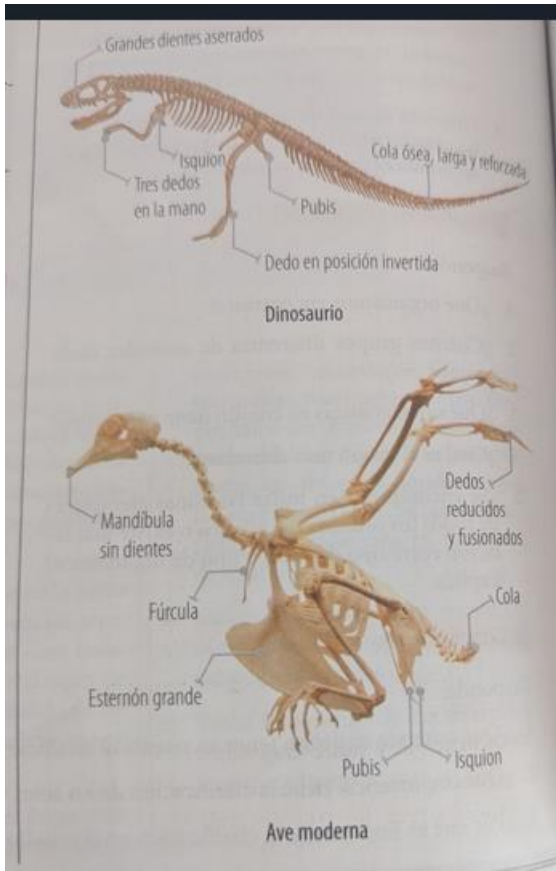 Grandes dientes aserrados
Isquion
Cola ósea, larga y reforzada
Tres dedos
en la mano
Pubis
Dedo en posición invertida
Dinosaurio
Mandíbula
sin dientes
Dedos
reducidos
y fusionados
Fúrcula
Cola
Esternón grande
Pubis
Isquion
Ave moderna